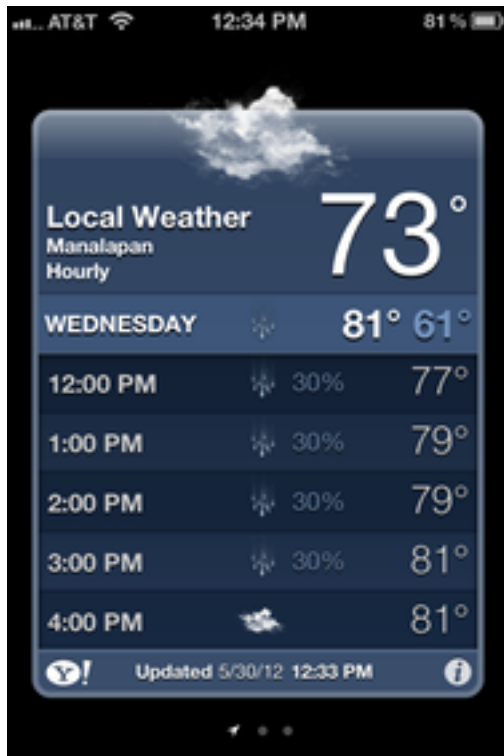 AT&T 12:34 PM 81%
Local Weather 73°
Manalapan
Hourly
WEDNESDAY 81° 61°
12:00 PM 30% 77°
1:00 PM 30% 79°
2:00 PM 30% 79°
3:00 PM 30% 81°
4:00 PM 81°
Y! Updated 5/30/12 12:33 PM i